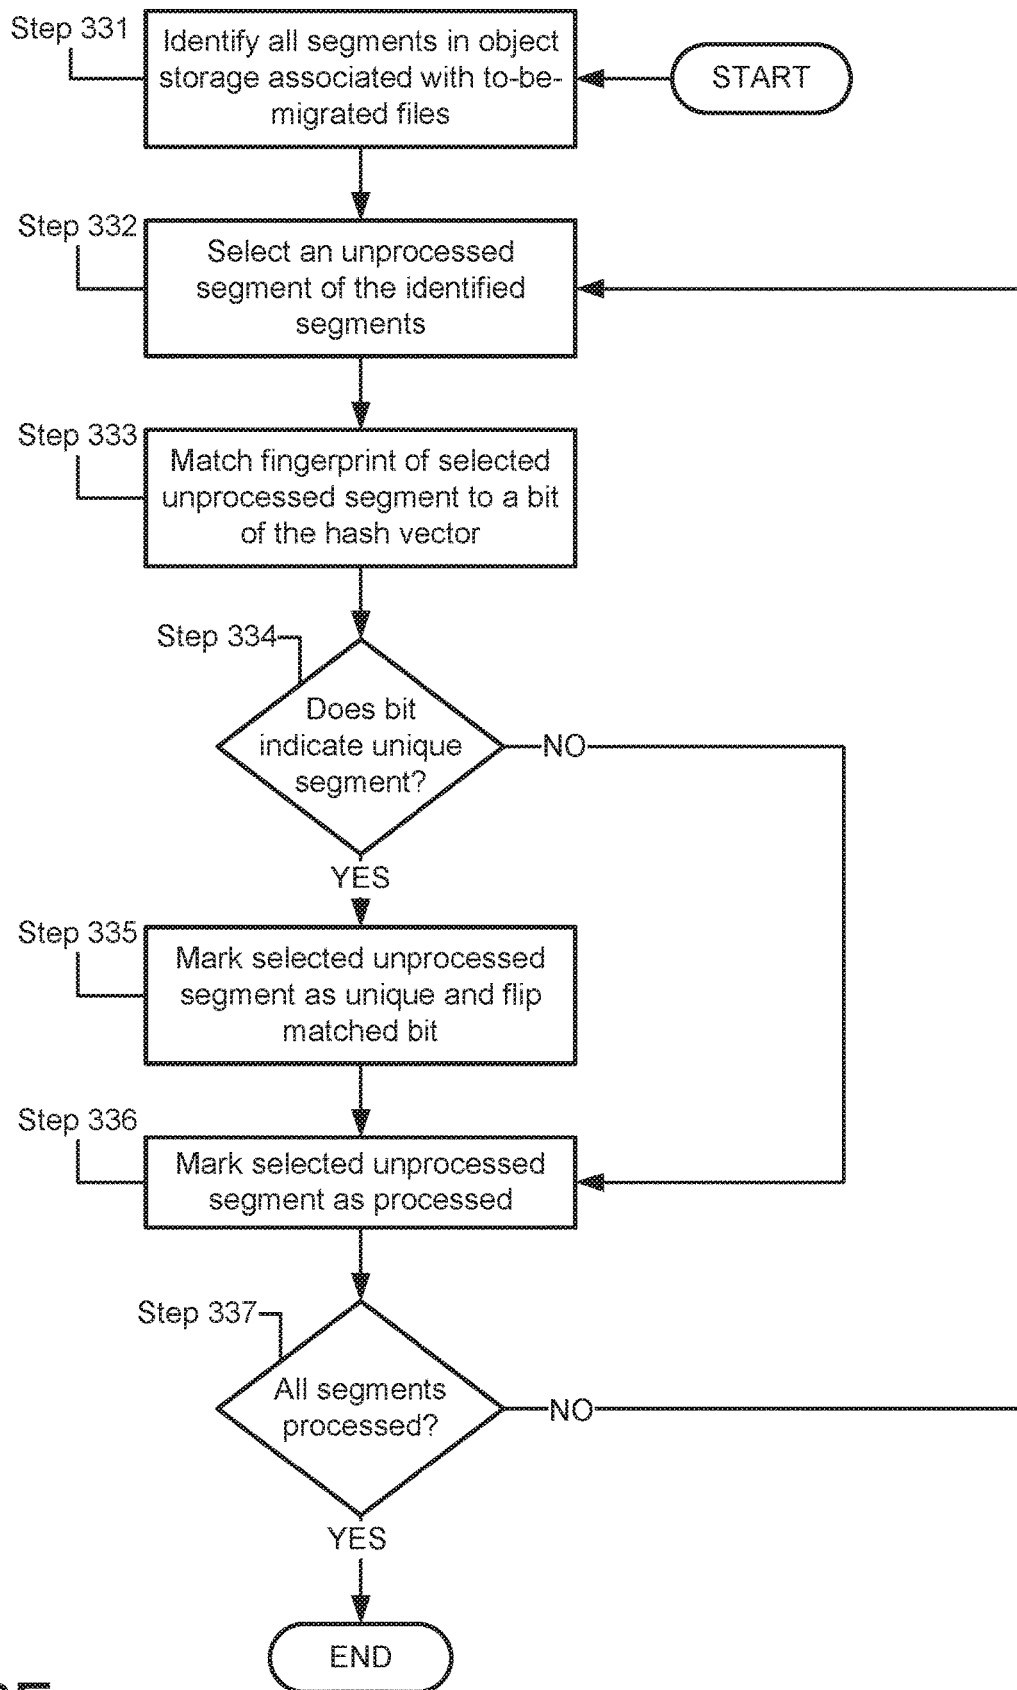 Step 331
Identify all segments in object
storage associated with to-be-
migrated files
START
Step 332
Select an unprocessed
segment of the identified
segments
Step 333
Match fingerprint of selected
unprocessed segment to a bit
of the hash vector
Step 334
Does bit
indicate unique
segment?
NO
YES
Step 335
Mark selected unprocessed
segment as unique and flip
matched bit
Step 336
Mark selected unprocessed
segment as processed
Step 337
All segments
processed?
NO
YES
END